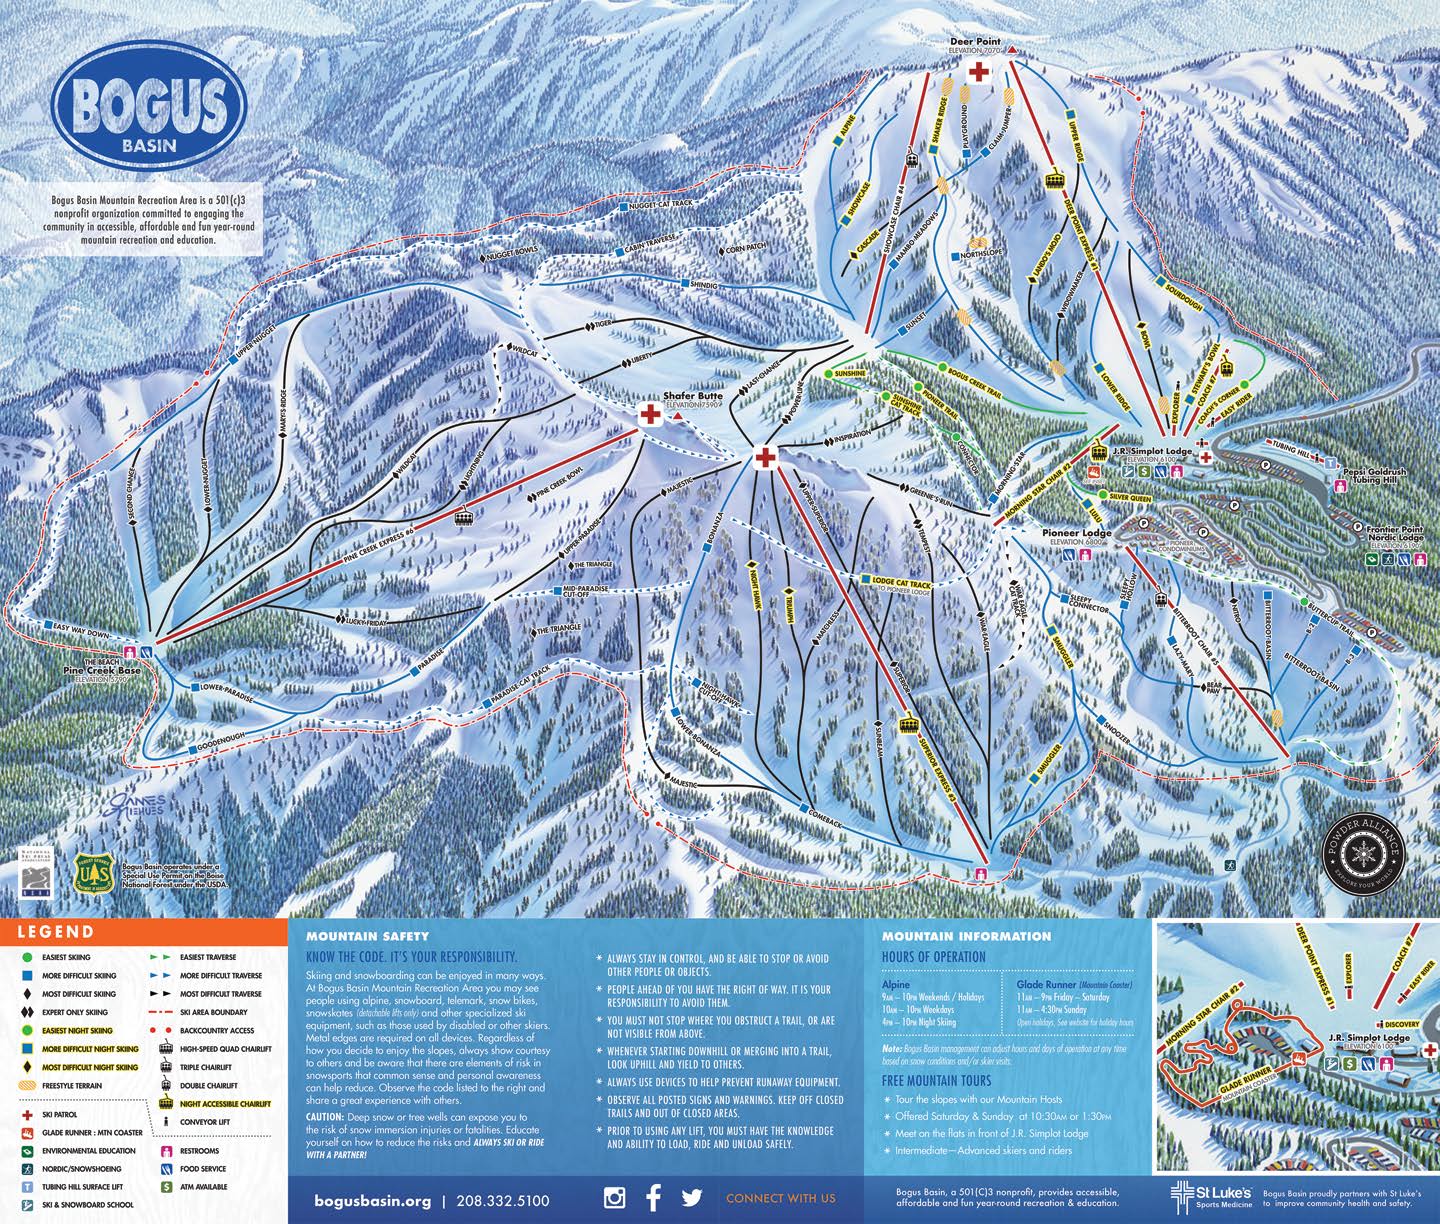 BOGUS
BASIN
Bogus Basin Mountain Recreation Area is a 501(c)3
nonprofit organization committed to engaging the
community in accessible, affordable and fun year-round
mountain recreation and education.
Deer Point
ELEVATION 7070'
ALPINE
SHAKER RIDGE
PLAYGROUND
CLAIM-JUMPER
UPPER RIDGE
SHOWCASE
CASCADE
SHOWCASE CHAIR #4
MAMBO-MEADOWS
NORTHSLOPE
LANDO'S MOJO
DEER POINT EXPRESS #1
WIDOWMAKER
SOURDOUGH
BOWL
SUNSET
NUGGET-CAT TRACK
NUGGET BOWLS
CABIN-TRAVERSE
CORN PATCH
SHINDIG
TIGER
WILDCAT
LIBERTY
LAST-CHANCE
POWER-LINE
UPPER-NUGGET
MARY'S-RIDGE
Shafer Butte
ELEVATION 7590'
SUNSHINE
BOGUS CREEK TRAIL
PIONEER TRAIL
SUNSHINE
CAT TRACK
CONNECTOR
LOWER RIDGE
EXPLORER
STEWART'S BOWL
COACH #7
COACH'S CORNER
EASY RIDER
INSPIRATION
MORNING-STAR
MORNING STAR CHAIR #2
J.R. Simplot Lodge
ELEVATION 6100'
TUBING HILL
Pepsi Goldrush
Tubing Hill
Frontier Point
Nordic Lodge
ELEVATION 6190'
SILVER QUEEN
LULU
PIONEER
CONDOMINIUMS
Pioneer Lodge
ELEVATION 6800'
SECOND-CHANCE
LOWER-NUGGET
WILDCAT
LIGHTNING
PINE CREEK BOWL
PINE CREEK EXPRESS #6
MAJESTIC
BONANZA
UPPER-SUPERIOR
GREENIE'S-RUN
TEMPEST
UPPER-PARADISE
THE TRIANGLE
MID-PARADISE
CUT-OFF
THE TRIANGLE
NIGHT HAWK
TRIUMPH
NATCHLESS
LODGE CAT TRACK
TO PIONEER LODGE
WAR EAGLE
CAT TRACK
WAR-EAGLE
SLEEPY
CONNECTOR
SLEEPY
HOLLOW
BITTERROOT CHAIR #5
NITRO
BITTERROOT-BASIN
BUTTERCUP TRAIL
B-2
B-3
BITTERROOT-BASIN
LAZY-MARY
BEAR
PAW
SMUGGLER
SNOOZER
SMUGGLER
LUCKY-FRIDAY
EASY WAY DOWN
THE BEACH
Pine Creek Base
ELEVATION 5790'
PARADISE
LOWER-PARADISE
PARADISE-CAT TRACK
GOODENOUGH
NIGHT-HAWK
CUT-OFF
LOWER-BONANZA
SUPERIOR
SUPERIOR EXPRESS #3
SUNBEAM
MAJESTIC
COMEBACK
JAMES NIEHUES
NATIONAL
SKI AREAS
ASSOCIATION
NSAA
FOREST SERVICE
UAS
DEPARTMENT OF AGRICULTURE
Bogus Basin operates under a
Special Use Permit on the Boise
National Forest under the USDA.
POWDER ALLIANCE
EXPLORE YOUR WORLD
LEGEND
EASIEST SKIING
MORE DIFFICULT SKIING
MOST DIFFICULT SKIING
EXPERT ONLY SKIING
EASIEST NIGHT SKIING
MORE DIFFICULT NIGHT SKIING
MOST DIFFICULT NIGHT SKIING
FREESTYLE TERRAIN
EASIEST TRAVERSE
MORE DIFFICULT TRAVERSE
MOST DIFFICULT TRAVERSE
SKI AREA BOUNDARY
BACKCOUNTRY ACCESS
HIGH-SPEED QUAD CHAIRLIFT
TRIPLE CHAIRLIFT
DOUBLE CHAIRLIFT
NIGHT ACCESSIBLE CHAIRLIFT
CONVEYOR LIFT
SKI PATROL
GLADE RUNNER : MTN COASTER
ENVIRONMENTAL EDUCATION
NORDIC/SNOWSHOEING
TUBING HILL SURFACE LIFT
SKI & SNOWBOARD SCHOOL
RESTROOMS
FOOD SERVICE
ATM AVAILABLE
MOUNTAIN SAFETY
KNOW THE CODE. IT'S YOUR RESPONSIBILITY.
Skiing and snowboarding can be enjoyed in many ways.
At Bogus Basin Mountain Recreation Area you may see
people using alpine, snowboard, telemark, snow bikes,
snowskates (detachable lifts only) and other specialized ski
equipment, such as those used by disabled or other skiers.
Metal edges are required on all devices. Regardless of
how you decide to enjoy the slopes, always show courtesy
to others and be aware that there are elements of risk in
snowsports that common sense and personal awareness
can help reduce. Observe the code listed to the right and
share a great experience with others.
CAUTION: Deep snow or tree wells can expose you to
the risk of snow immersion injuries or fatalities. Educate
yourself on how to reduce the risks and ALWAYS SKI OR RIDE
WITH A PARTNER!
* ALWAYS STAY IN CONTROL, AND BE ABLE TO STOP OR AVOID
OTHER PEOPLE OR OBJECTS.
* PEOPLE AHEAD OF YOU HAVE THE RIGHT OF WAY. IT IS YOUR
RESPONSIBILITY TO AVOID THEM.
* YOU MUST NOT STOP WHERE YOU OBSTRUCT A TRAIL, OR ARE
NOT VISIBLE FROM ABOVE.
* WHENEVER STARTING DOWNHILL OR MERGING INTO A TRAIL,
LOOK UPHILL AND YIELD TO OTHERS.
* ALWAYS USE DEVICES TO HELP PREVENT RUNAWAY EQUIPMENT.
* OBSERVE ALL POSTED SIGNS AND WARNINGS. KEEP OFF CLOSED
TRAILS AND OUT OF CLOSED AREAS.
* PRIOR TO USING ANY LIFT, YOU MUST HAVE THE KNOWLEDGE
AND ABILITY TO LOAD, RIDE AND UNLOAD SAFELY.
MOUNTAIN INFORMATION
HOURS OF OPERATION
Alpine
9AM – 10PM Weekends / Holidays
10AM – 10PM Weekdays
4PM – 10PM Night Skiing
Glade Runner (Mountain Coaster)
11AM – 9PM Friday – Saturday
11AM – 4:30PM Sunday
Open holidays. See website for holiday hours
Note: Bogus Basin management can adjust hours and days of operation at any time
based on snow conditions and/or skier visits.
FREE MOUNTAIN TOURS
* Tour the slopes with our Mountain Hosts
* Offered Saturday & Sunday at 10:30AM or 1:30PM
* Meet on the flats in front of J.R. Simplot Lodge
* Intermediate—Advanced skiers and riders
DEER POINT EXPRESS #1
EXPLORER
COACH #7
EASY RIDER
MORNING STAR CHAIR #2
DISCOVERY
J.R. Simplot Lodge
ELEVATION 6100'
GLADE RUNNER
MOUNTAIN COASTER
bogusbasin.org | 208.332.5100
CONNECT WITH US
Bogus Basin, a 501(C)3 nonprofit, provides accessible,
affordable and fun year-round recreation & education.
St Luke's
Sports Medicine
Bogus Basin proudly partners with St Luke's
to improve community health and safety.